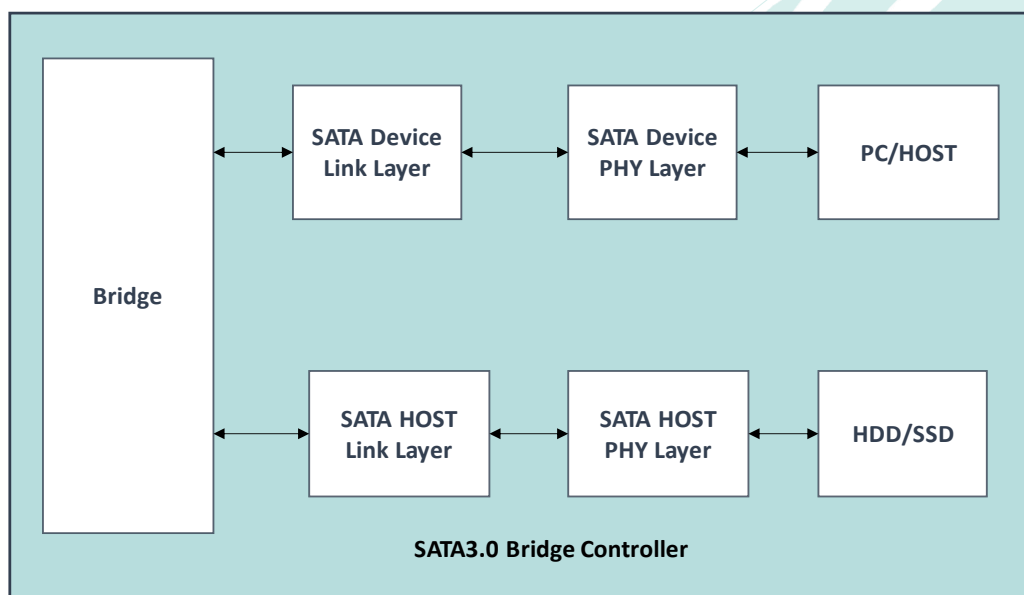 SATA Device
Link Layer
SATA Device
PHY Layer
PC/HOST
Bridge
SATA HOST
Link Layer
SATA HOST
PHY Layer
HDD/SSD
SATA3.0 Bridge Controller